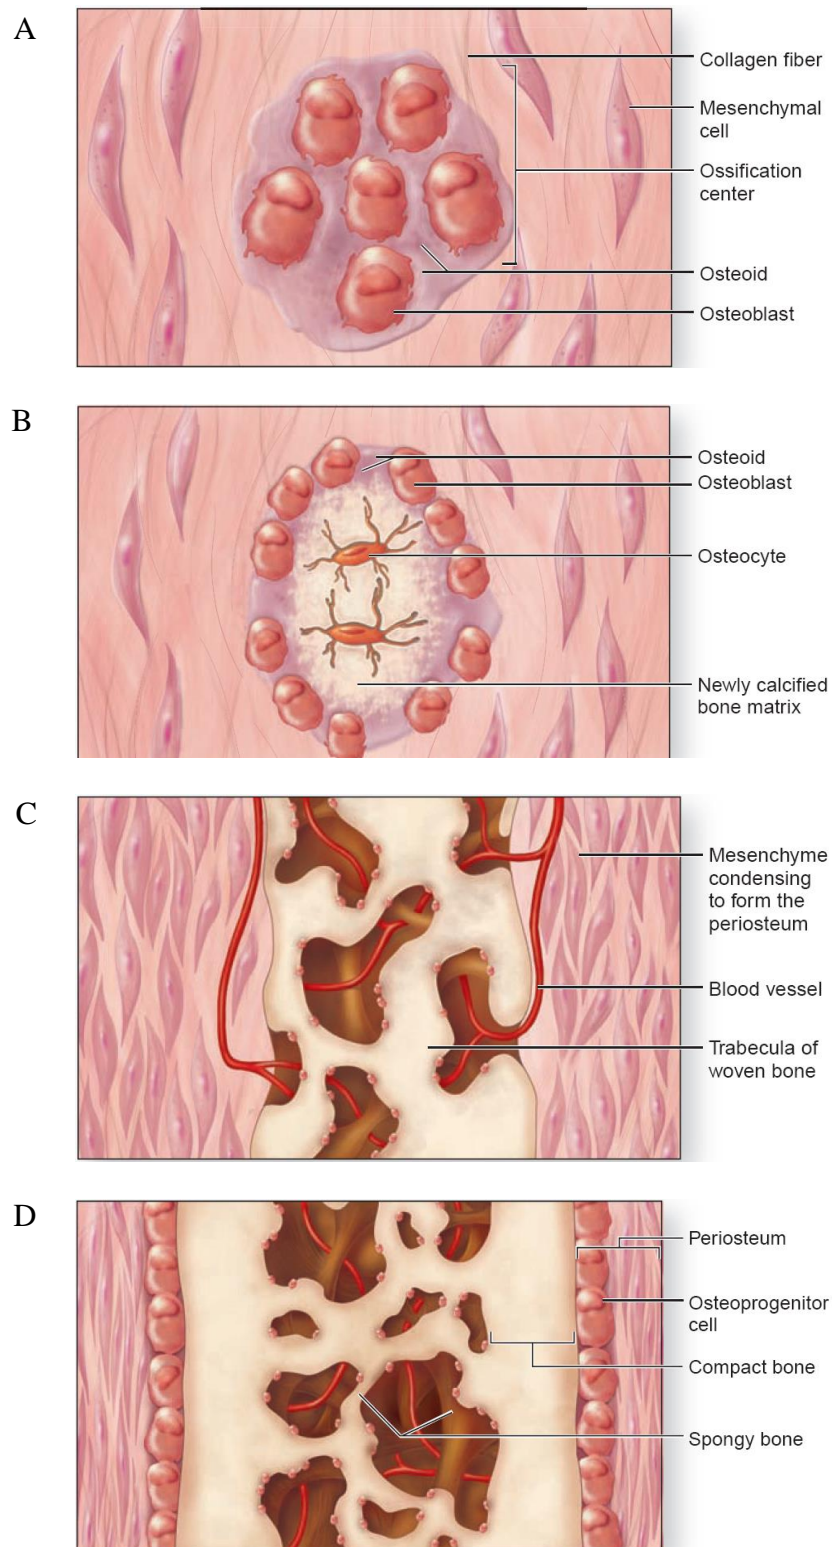 A
Collagen fiber
Mesenchymal
cell
Ossification
center
Osteoid
Osteoblast
B
Osteoid
Osteoblast
Osteocyte
Newly calcified
bone matrix
C
Mesenchyme
condensing
to form the
periosteum
Blood vessel
Trabecula of
woven bone
D
Periosteum
Osteoprogenitor
cell
Compact bone
Spongy bone